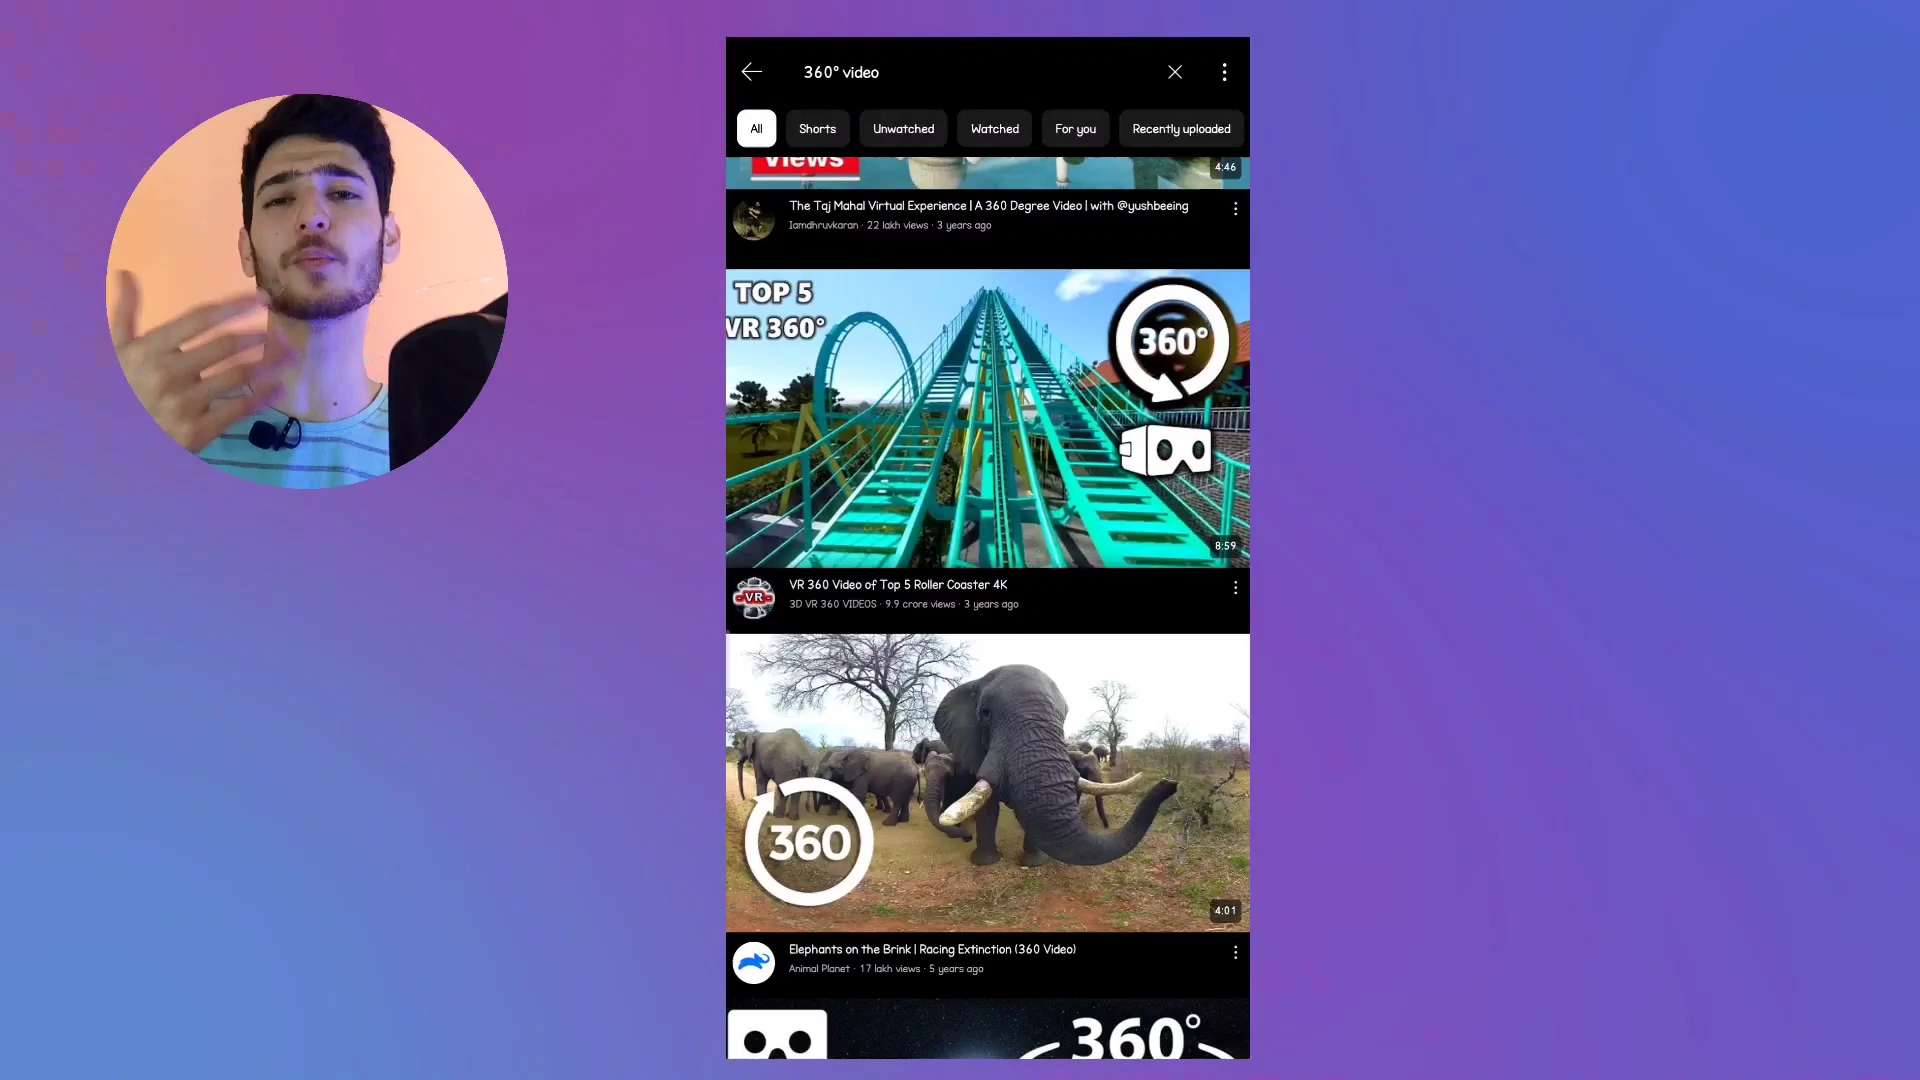 360° video
All
Shorts
Unwatched
Watched
For you
Recently uploaded
Views
4:46
The Taj Mahal Virtual Experience | A 360 Degree Video | with @yushbeeing
Iamdhruvkaran · 22 lakh views · 3 years ago
TOP 5
VR 360°
360°
8:59
VR
VR 360 Video of Top 5 Roller Coaster 4K
3D VR 360 VIDEOS · 9.9 crore views · 3 years ago
360
4:01
Elephants on the Brink | Racing Extinction (360 Video)
Animal Planet · 17 lakh views · 5 years ago
360°